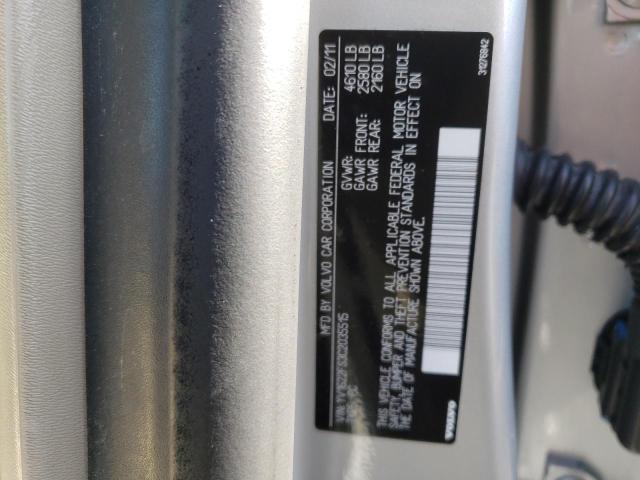 MFD BY VOLVO CAR CORPORATION DATE: 02/11
GVWR: 4610 LB
GAWR FRONT: 2580 LB
GAWR REAR: 2160 LB
THIS VEHICLE CONFORMS TO ALL APPLICABLE FEDERAL MOTOR VEHICLE
SAFETY, BUMPER AND THEFT PREVENTION STANDARDS IN EFFECT ON
THE DATE OF MANUFACTURE SHOWN ABOVE.
VOLVO
31276942